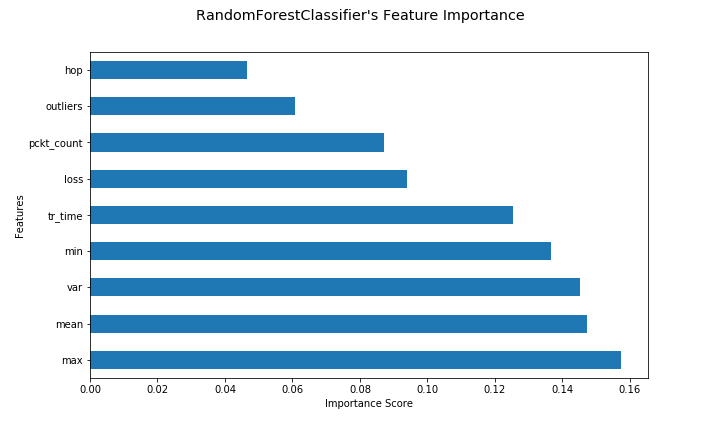 RandomForestClassifier's Feature Importance
Features
hop
outliers
pckt_count
loss
tr_time
min
var
mean
max
0.00 0.02 0.04 0.06 0.08 0.10 0.12 0.14 0.16
Importance Score